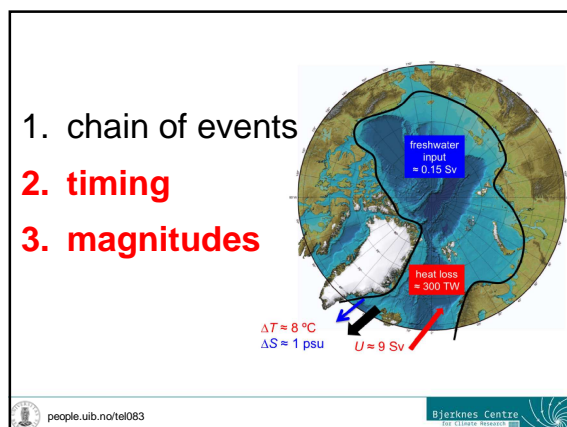 1. chain of events
2. timing
3. magnitudes
freshwater
input
≈ 0.15 Sv
heat loss
≈ 300 TW
ΔT ≈ 8 ºC
ΔS ≈ 1 psu
U ≈ 9 Sv
people.uib.no/tel083
Bjerknes Centre
for Climate Research